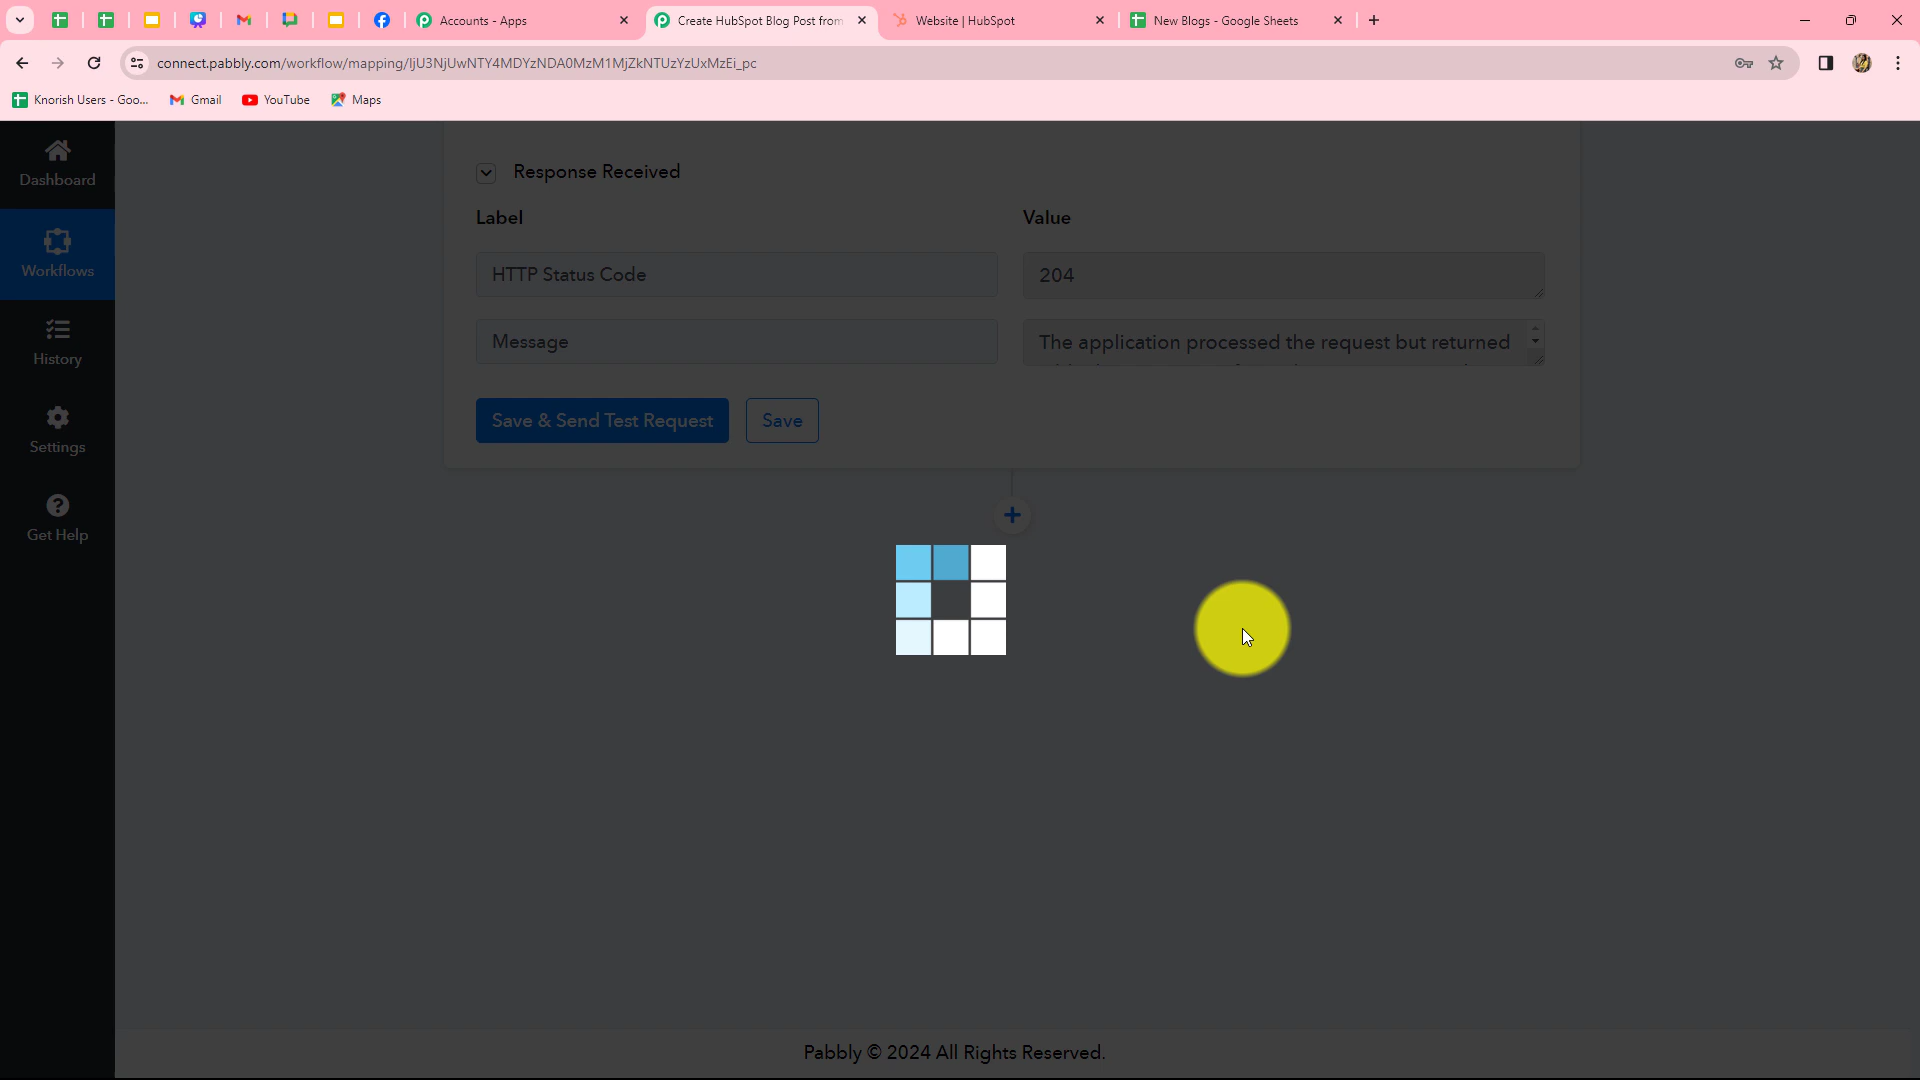 Accounts - Apps
Create HubSpot Blog Post from
Website | HubSpot
New Blogs - Google Sheets
connect.pabbly.com/workflow/mapping/IjU3NjUwNTY4MDYzNDA0MzM1MjZkNTUzYzUxMzEi_pc
Knorish Users - Goo...
Gmail
YouTube
Maps
Dashboard
Workflows
History
Settings
Get Help
Response Received
Label
Value
HTTP Status Code
204
Message
The application processed the request but returned
Save & Send Test Request
Save
Pabbly © 2024 All Rights Reserved.